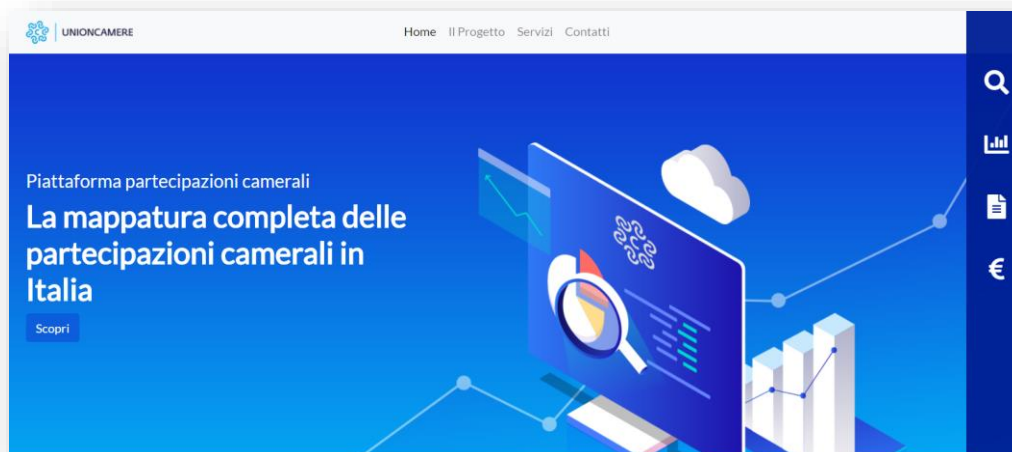 UNIONCAMERE
Home Il Progetto Servizi Contatti
Piattaforma partecipazioni camerali
La mappatura completa delle
partecipazioni camerali in
Italia
Scopri